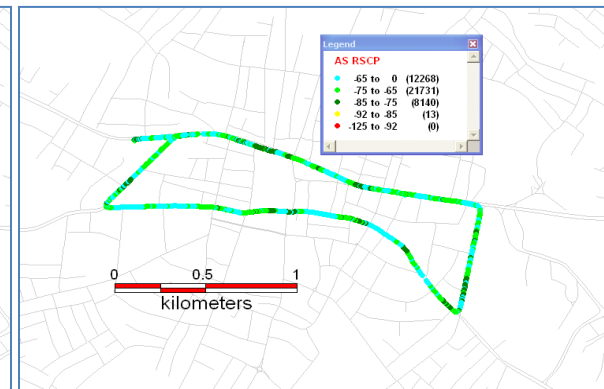 Legend
AS RSCP
-65 to 0 (12268)
-75 to -65 (21731)
-85 to -75 (8140)
-92 to -85 (13)
-125 to -92 (0)
0 0.5 1
kilometers